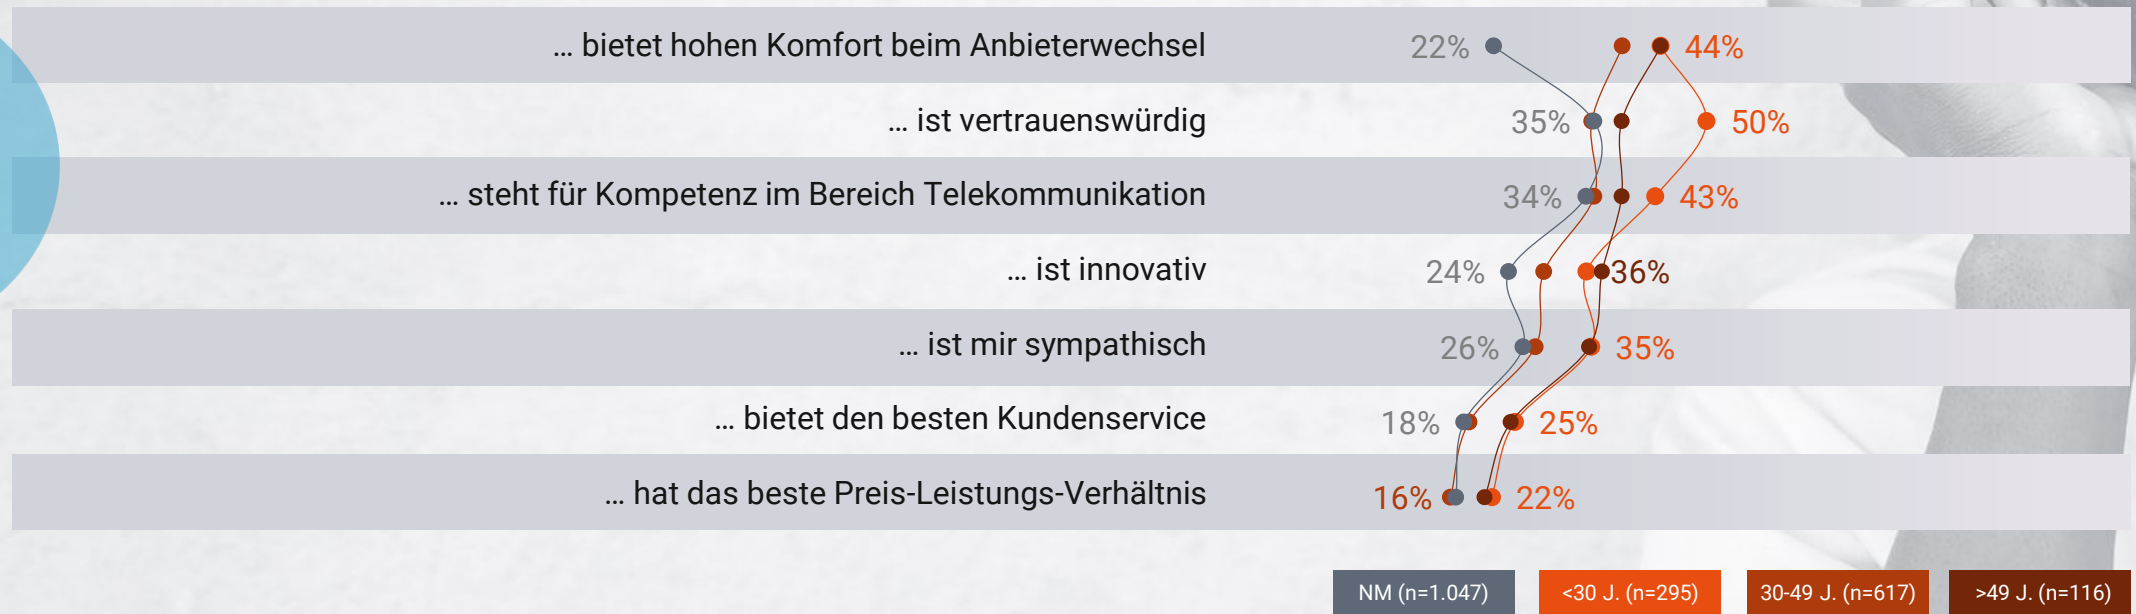 ... bietet hohen Komfort beim Anbieterwechsel 22% 44%
... ist vertrauenswürdig 35% 50%
... steht für Kompetenz im Bereich Telekommunikation 34% 43%
... ist innovativ 24% 36%
... ist mir sympathisch 26% 35%
... bietet den besten Kundenservice 18% 25%
... hat das beste Preis-Leistungs-Verhältnis 16% 22%
NM (n=1.047) <30 J. (n=295) 30-49 J. (n=617) >49 J. (n=116)